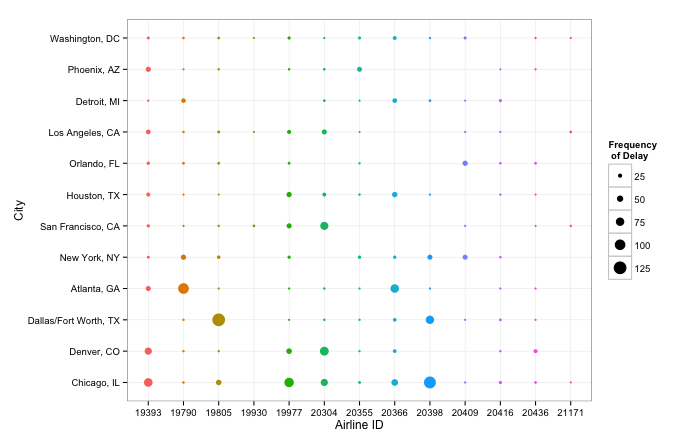 Washington, DC
Phoenix, AZ
Detroit, MI
Los Angeles, CA
Orlando, FL
Houston, TX
San Francisco, CA
New York, NY
Atlanta, GA
Dallas/Fort Worth, TX
Denver, CO
Chicago, IL
City
19393 19790 19805 19930 19977 20304 20355 20366 20398 20409 20416 20436 21171
Airline ID
Frequency
of Delay
25
50
75
100
125